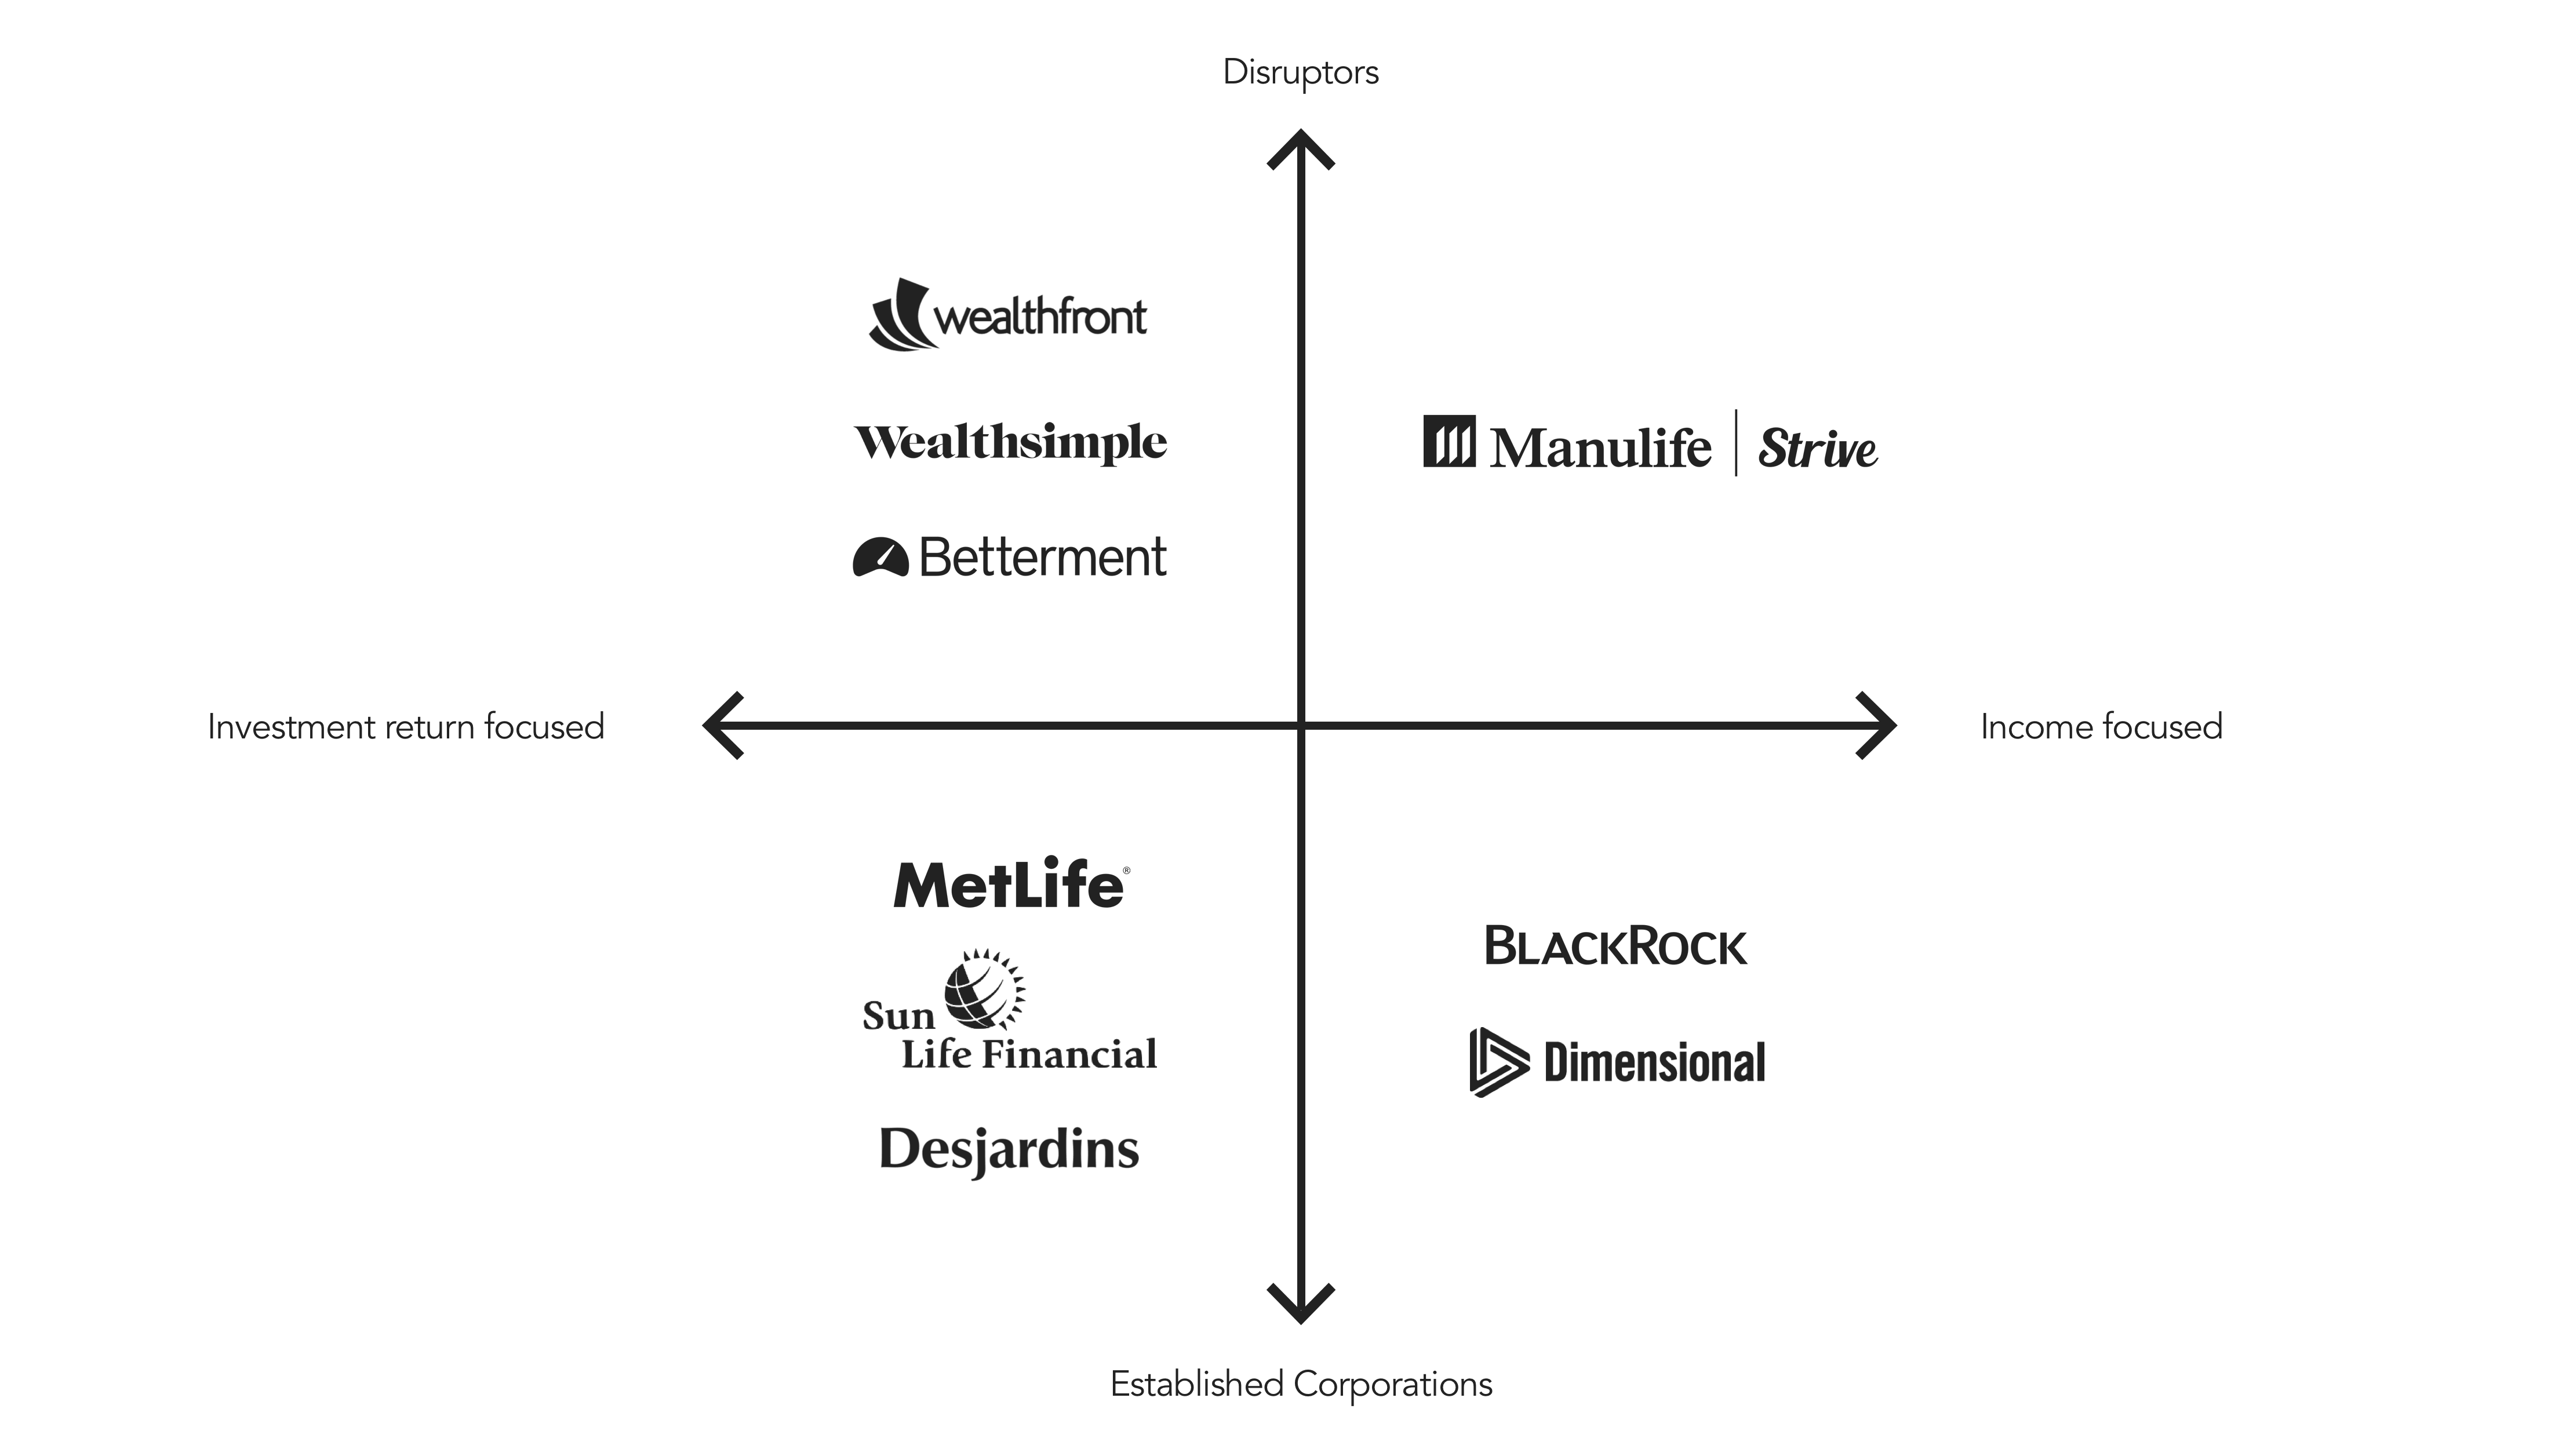 Disruptors
wealthfront
Wealthsimple
Betterment
Manulife | Strive
Investment return focused
Income focused
MetLife®
Sun
Life Financial
Desjardins
BLACKROCK
Dimensional
Established Corporations